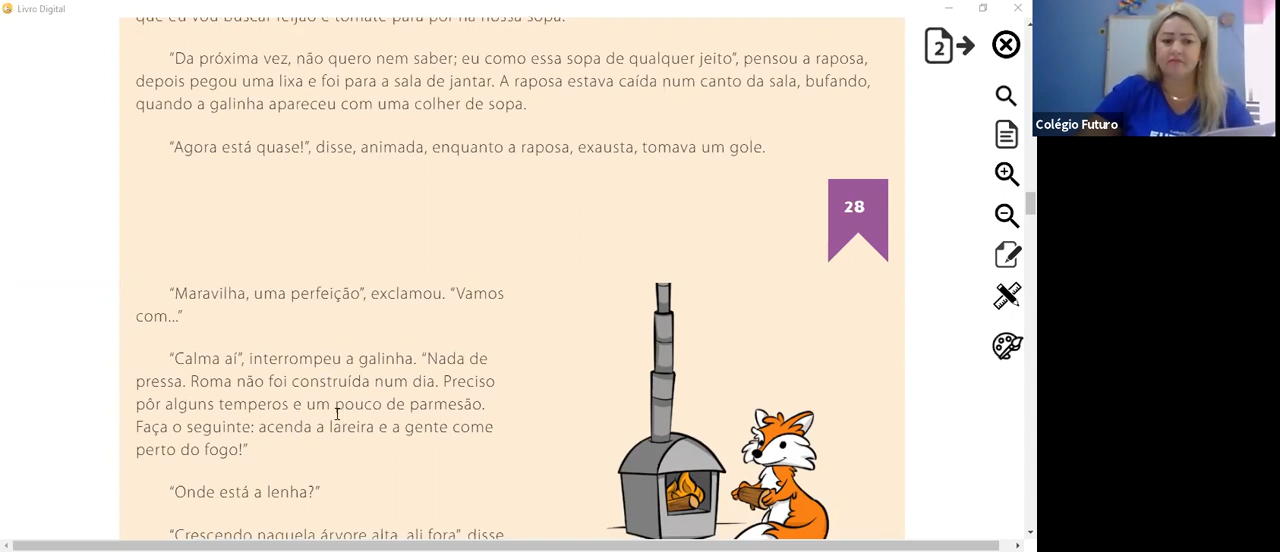 Livro Digital
que eu vou buscar feijão e tomate para pôr na nossa sopa.
“Da próxima vez, não quero nem saber; eu como essa sopa de qualquer jeito”, pensou a raposa,
depois pegou uma lixa e foi para a sala de jantar. A raposa estava caída num canto da sala, bufando,
quando a galinha apareceu com uma colher de sopa.
“Agora está quase!”, disse, animada, enquanto a raposa, exausta, tomava um gole.
28
“Maravilha, uma perfeição”, exclamou. “Vamos
com...”
“Calma aí”, interrompeu a galinha. “Nada de
pressa. Roma não foi construída num dia. Preciso
pôr alguns temperos e um pouco de parmesão.
Faça o seguinte: acenda a lareira e a gente come
perto do fogo!”
“Onde está a lenha?”
“Crescendo naquela árvore alta, ali fora”, disse
2
Colégio Futuro